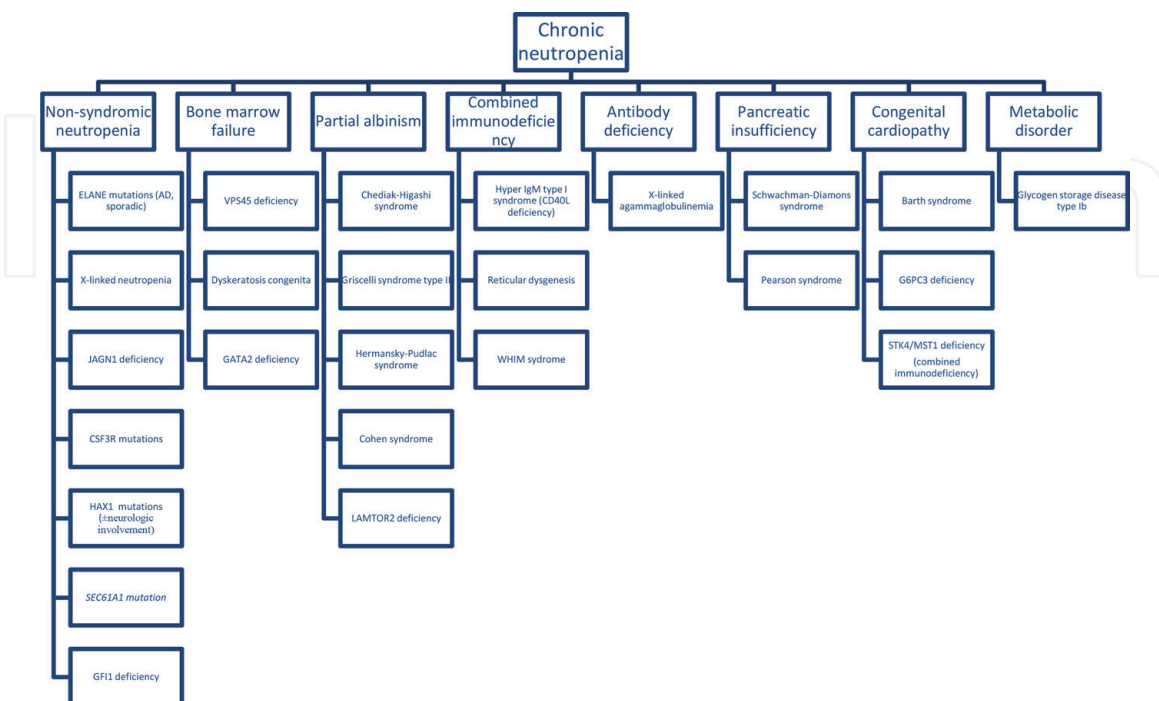 Chronic
neutropenia
Non-syndromic
neutropenia
Bone marrow
failure
Partial albinism
Combined
immunodeficie
ncy
Antibody
deficiency
Pancreatic
insufficiency
Congenital
cardiopathy
Metabolic
disorder
ELANE mutations (AD,
sporadic)
X-linked neutropenia
JAGN1 deficiency
CSF3R mutations
HAX1 mutations
(±neurologic
involvement)
SEC61A1 mutation
GFI1 deficiency
VPS45 deficiency
Dyskeratosis congenita
GATA2 deficiency
Chediak-Higashi
syndrome
Griscelli syndrome type II
Hermansky-Pudlac
syndrome
Cohen syndrome
LAMTOR2 deficiency
Hyper IgM type I
syndrome (CD40L
deficiency)
Reticular dysgenesis
WHIM sydrome
X-linked
agammaglobulinemia
Schwachman-Diamons
syndrome
Pearson syndrome
Barth syndrome
G6PC3 deficiency
STK4/MST1 deficiency
(combined
immunodeficiency)
Glycogen storage disease
type Ib